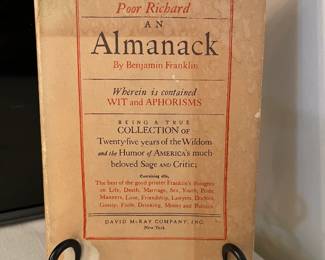 Poor Richard
AN
Almanack
By Benjamin Franklin
Wherein is contained
WIT and APHORISMS
BEING A TRUE
COLLECTION OF
Twenty-five years of the Wisdom
and the Humor of AMERICA'S much-
beloved SAGE AND CRITIC;
Containing also,
The best of the good printer Franklin's thoughts
on Life, Death, Marriage, Sex, Youth, Pride,
Manners, Love, Friendship, Lawyers, Doctors,
Gossip, Fools, Drinking, Money and Politics.
DAVID McKAY COMPANY, INC.
New York